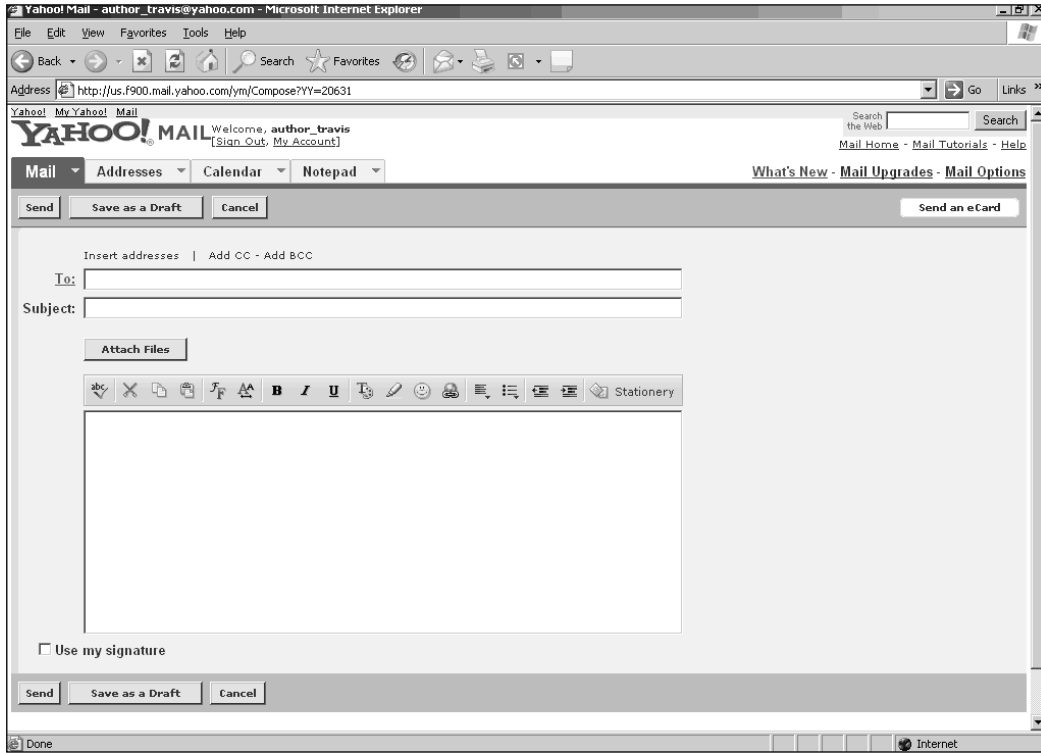 Yahoo! Mail - author_travis@yahoo.com - Microsoft Internet Explorer
File Edit View Favorites Tools Help
Back Search Favorites
Address http://us.f900.mail.yahoo.com/ym/Compose?YY=20631 Go Links »
Yahoo! My Yahoo! Mail
YAHOO! MAIL Welcome, author_travis
[Sign Out, My Account]
Search the Web Search
Mail Home - Mail Tutorials - Help
Mail Addresses Calendar Notepad What's New - Mail Upgrades - Mail Options
Send Save as a Draft Cancel Send an eCard
Insert addresses | Add CC - Add BCC
To:
Subject:
Attach Files
abc B I U Stationery
Use my signature
Send Save as a Draft Cancel
Done Internet